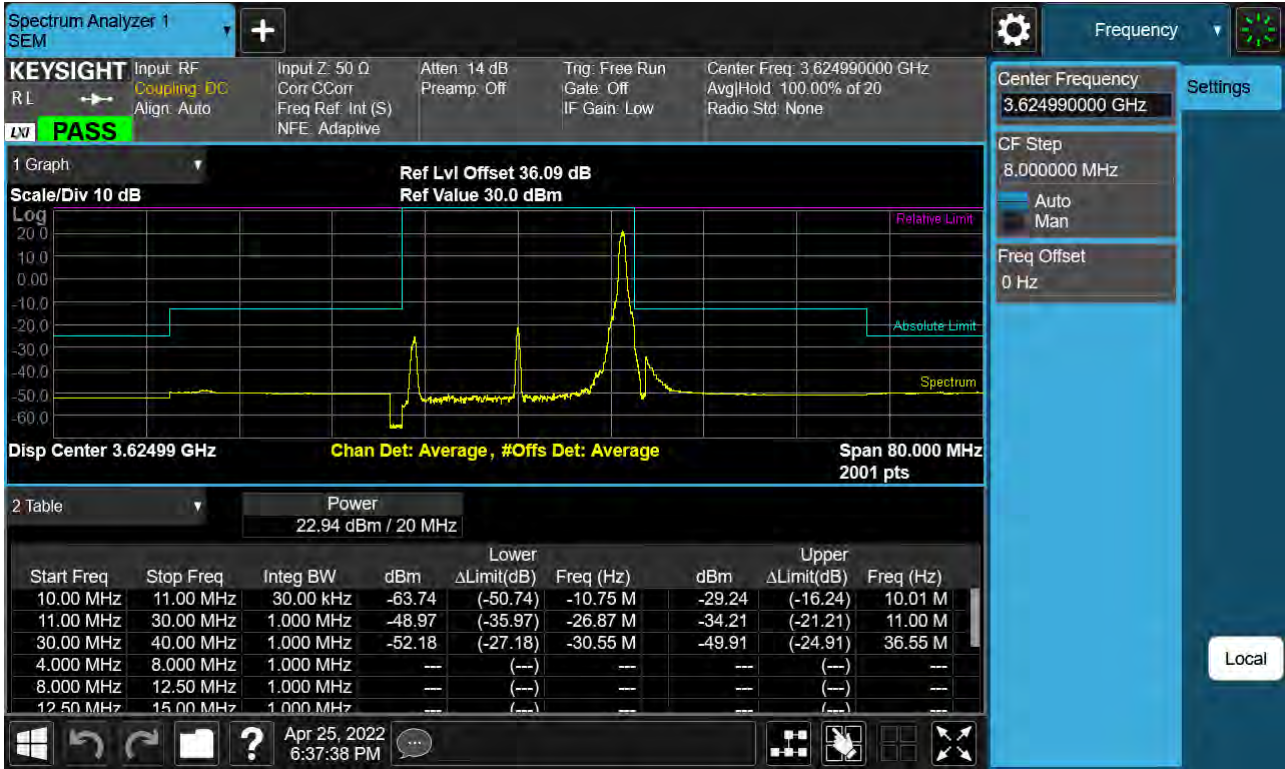 Spectrum Analyzer 1
SEM
+
Frequency
KEYSIGHT
RL
LXI
PASS
Input: RF
Coupling: DC
Align: Auto
Input Z: 50 Ω
Corr CCorr
Freq Ref: Int (S)
NFE: Adaptive
Atten: 14 dB
Preamp: Off
Trig: Free Run
Gate: Off
IF Gain: Low
Center Freq: 3.624990000 GHz
Avg|Hold: 100.00% of 20
Radio Std: None
Center Frequency
3.624990000 GHz
Settings
CF Step
8.000000 MHz
Auto
Man
Freq Offset
0 Hz
Local
1 Graph
Scale/Div 10 dB
Ref Lvl Offset 36.09 dB
Ref Value 30.0 dBm
Log
20.0
10.0
0.00
-10.0
-20.0
-30.0
-40.0
-50.0
-60.0
Relative Limit
Absolute Limit
Spectrum
Disp Center 3.62499 GHz
Chan Det: Average, #Offs Det: Average
Span 80.000 MHz
2001 pts
2 Table
Power
22.94 dBm / 20 MHz
Lower Upper
Start Freq Stop Freq Integ BW dBm ΔLimit(dB) Freq (Hz) dBm ΔLimit(dB) Freq (Hz)
10.00 MHz 11.00 MHz 30.00 kHz -63.74 (-50.74) -10.75 M -29.24 (-16.24) 10.01 M
11.00 MHz 30.00 MHz 1.000 MHz -48.97 (-35.97) -26.87 M -34.21 (-21.21) 11.00 M
30.00 MHz 40.00 MHz 1.000 MHz -52.18 (-27.18) -30.55 M -49.91 (-24.91) 36.55 M
4.000 MHz 8.000 MHz 1.000 MHz --- (---) --- --- (---) ---
8.000 MHz 12.50 MHz 1.000 MHz --- (---) --- --- (---) ---
12.50 MHz 15.00 MHz 1.000 MHz --- (---) --- --- (---) ---
?
Apr 25, 2022
6:37:38 PM